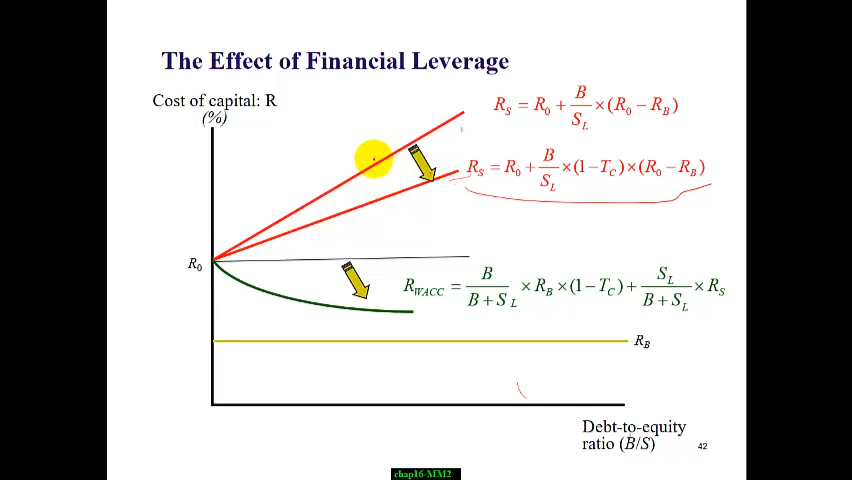 The Effect of Financial Leverage
Cost of capital: R
(%)
R_S = R_0 + B/S_L × (R_0 − R_B)
R_S = R_0 + B/S_L × (1 − T_C) × (R_0 − R_B)
R_0
R_WACC = B/(B + S_L) × R_B × (1 − T_C) + S_L/(B + S_L) × R_S
R_B
Debt-to-equity
ratio (B/S)
42
chap16-MM2